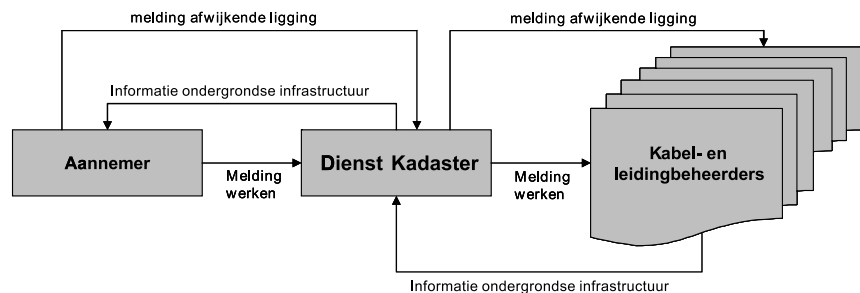 melding afwijkende ligging
melding afwijkende ligging
Informatie ondergrondse infrastructuur
Aannemer
Melding
werken
Dienst Kadaster
Melding
werken
Kabel- en
leidingbeheerders
Informatie ondergrondse infrastructuur